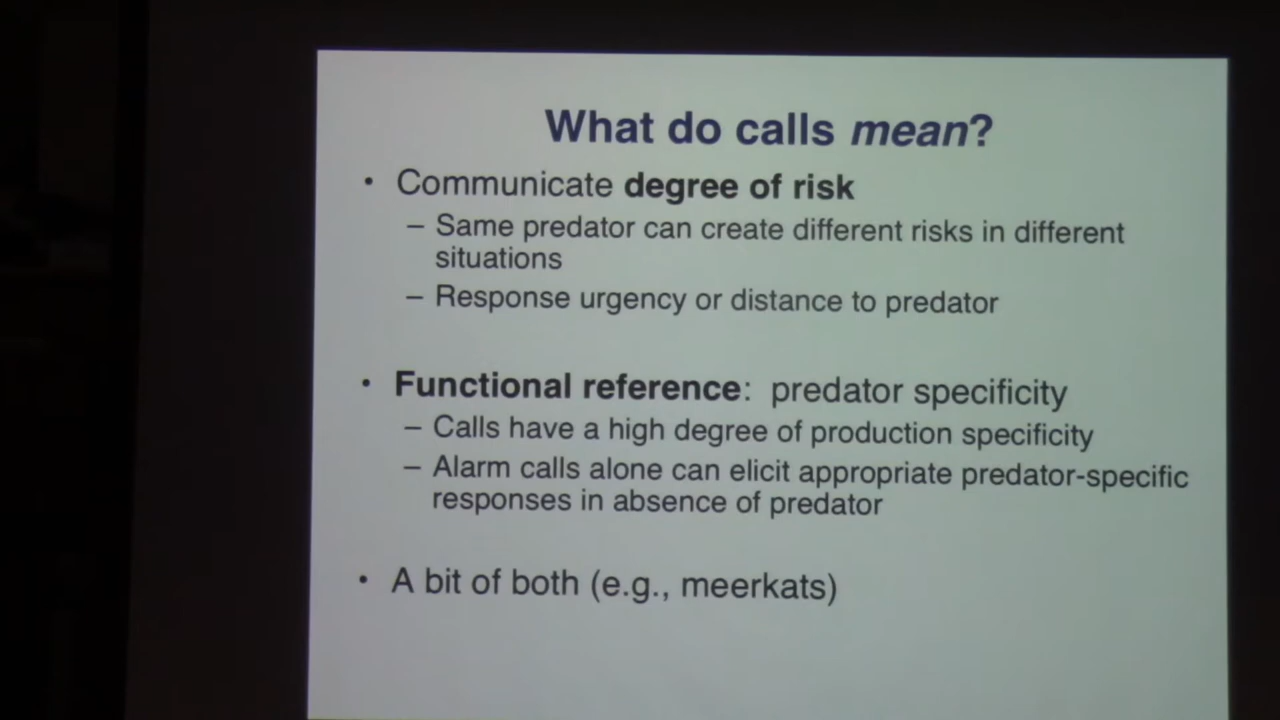 What do calls mean?
• Communicate degree of risk
– Same predator can create different risks in different
situations
– Response urgency or distance to predator
• Functional reference: predator specificity
– Calls have a high degree of production specificity
– Alarm calls alone can elicit appropriate predator-specific
responses in absence of predator
• A bit of both (e.g., meerkats)